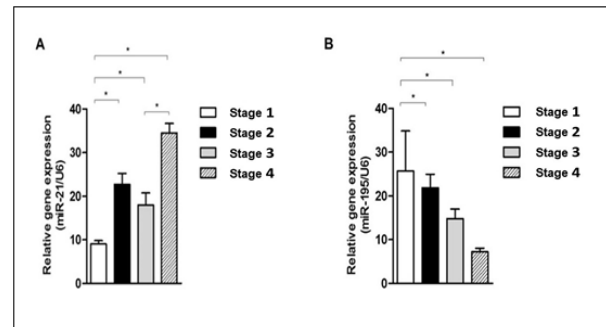 A
*
*
* *
Relative gene expression
(miR-21/U6)
40
30
20
10
0
Stage 1
Stage 2
Stage 3
Stage 4
B
*
*
*
Relative gene expression
(miR-195/U6)
40
30
20
10
0
Stage 1
Stage 2
Stage 3
Stage 4